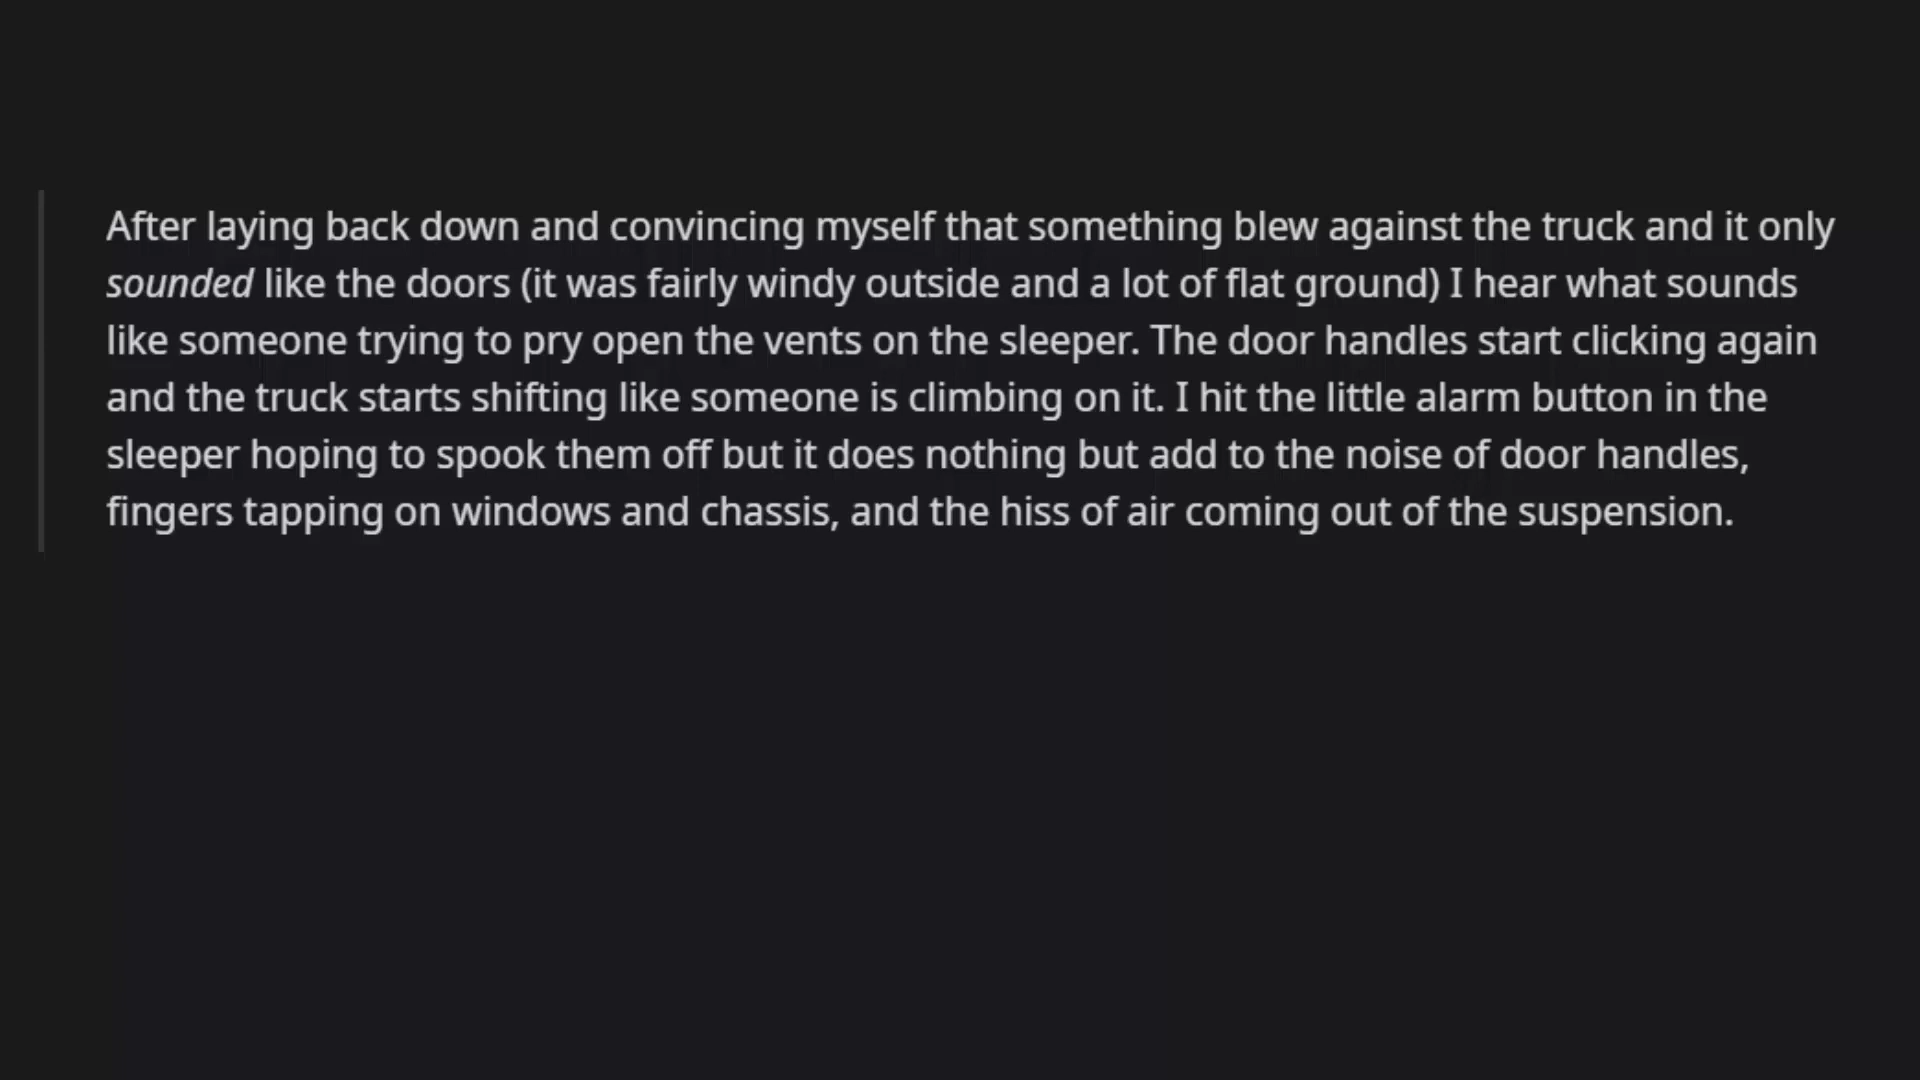 After laying back down and convincing myself that something blew against the truck and it only
sounded like the doors (it was fairly windy outside and a lot of flat ground) I hear what sounds
like someone trying to pry open the vents on the sleeper. The door handles start clicking again
and the truck starts shifting like someone is climbing on it. I hit the little alarm button in the
sleeper hoping to spook them off but it does nothing but add to the noise of door handles,
fingers tapping on windows and chassis, and the hiss of air coming out of the suspension.